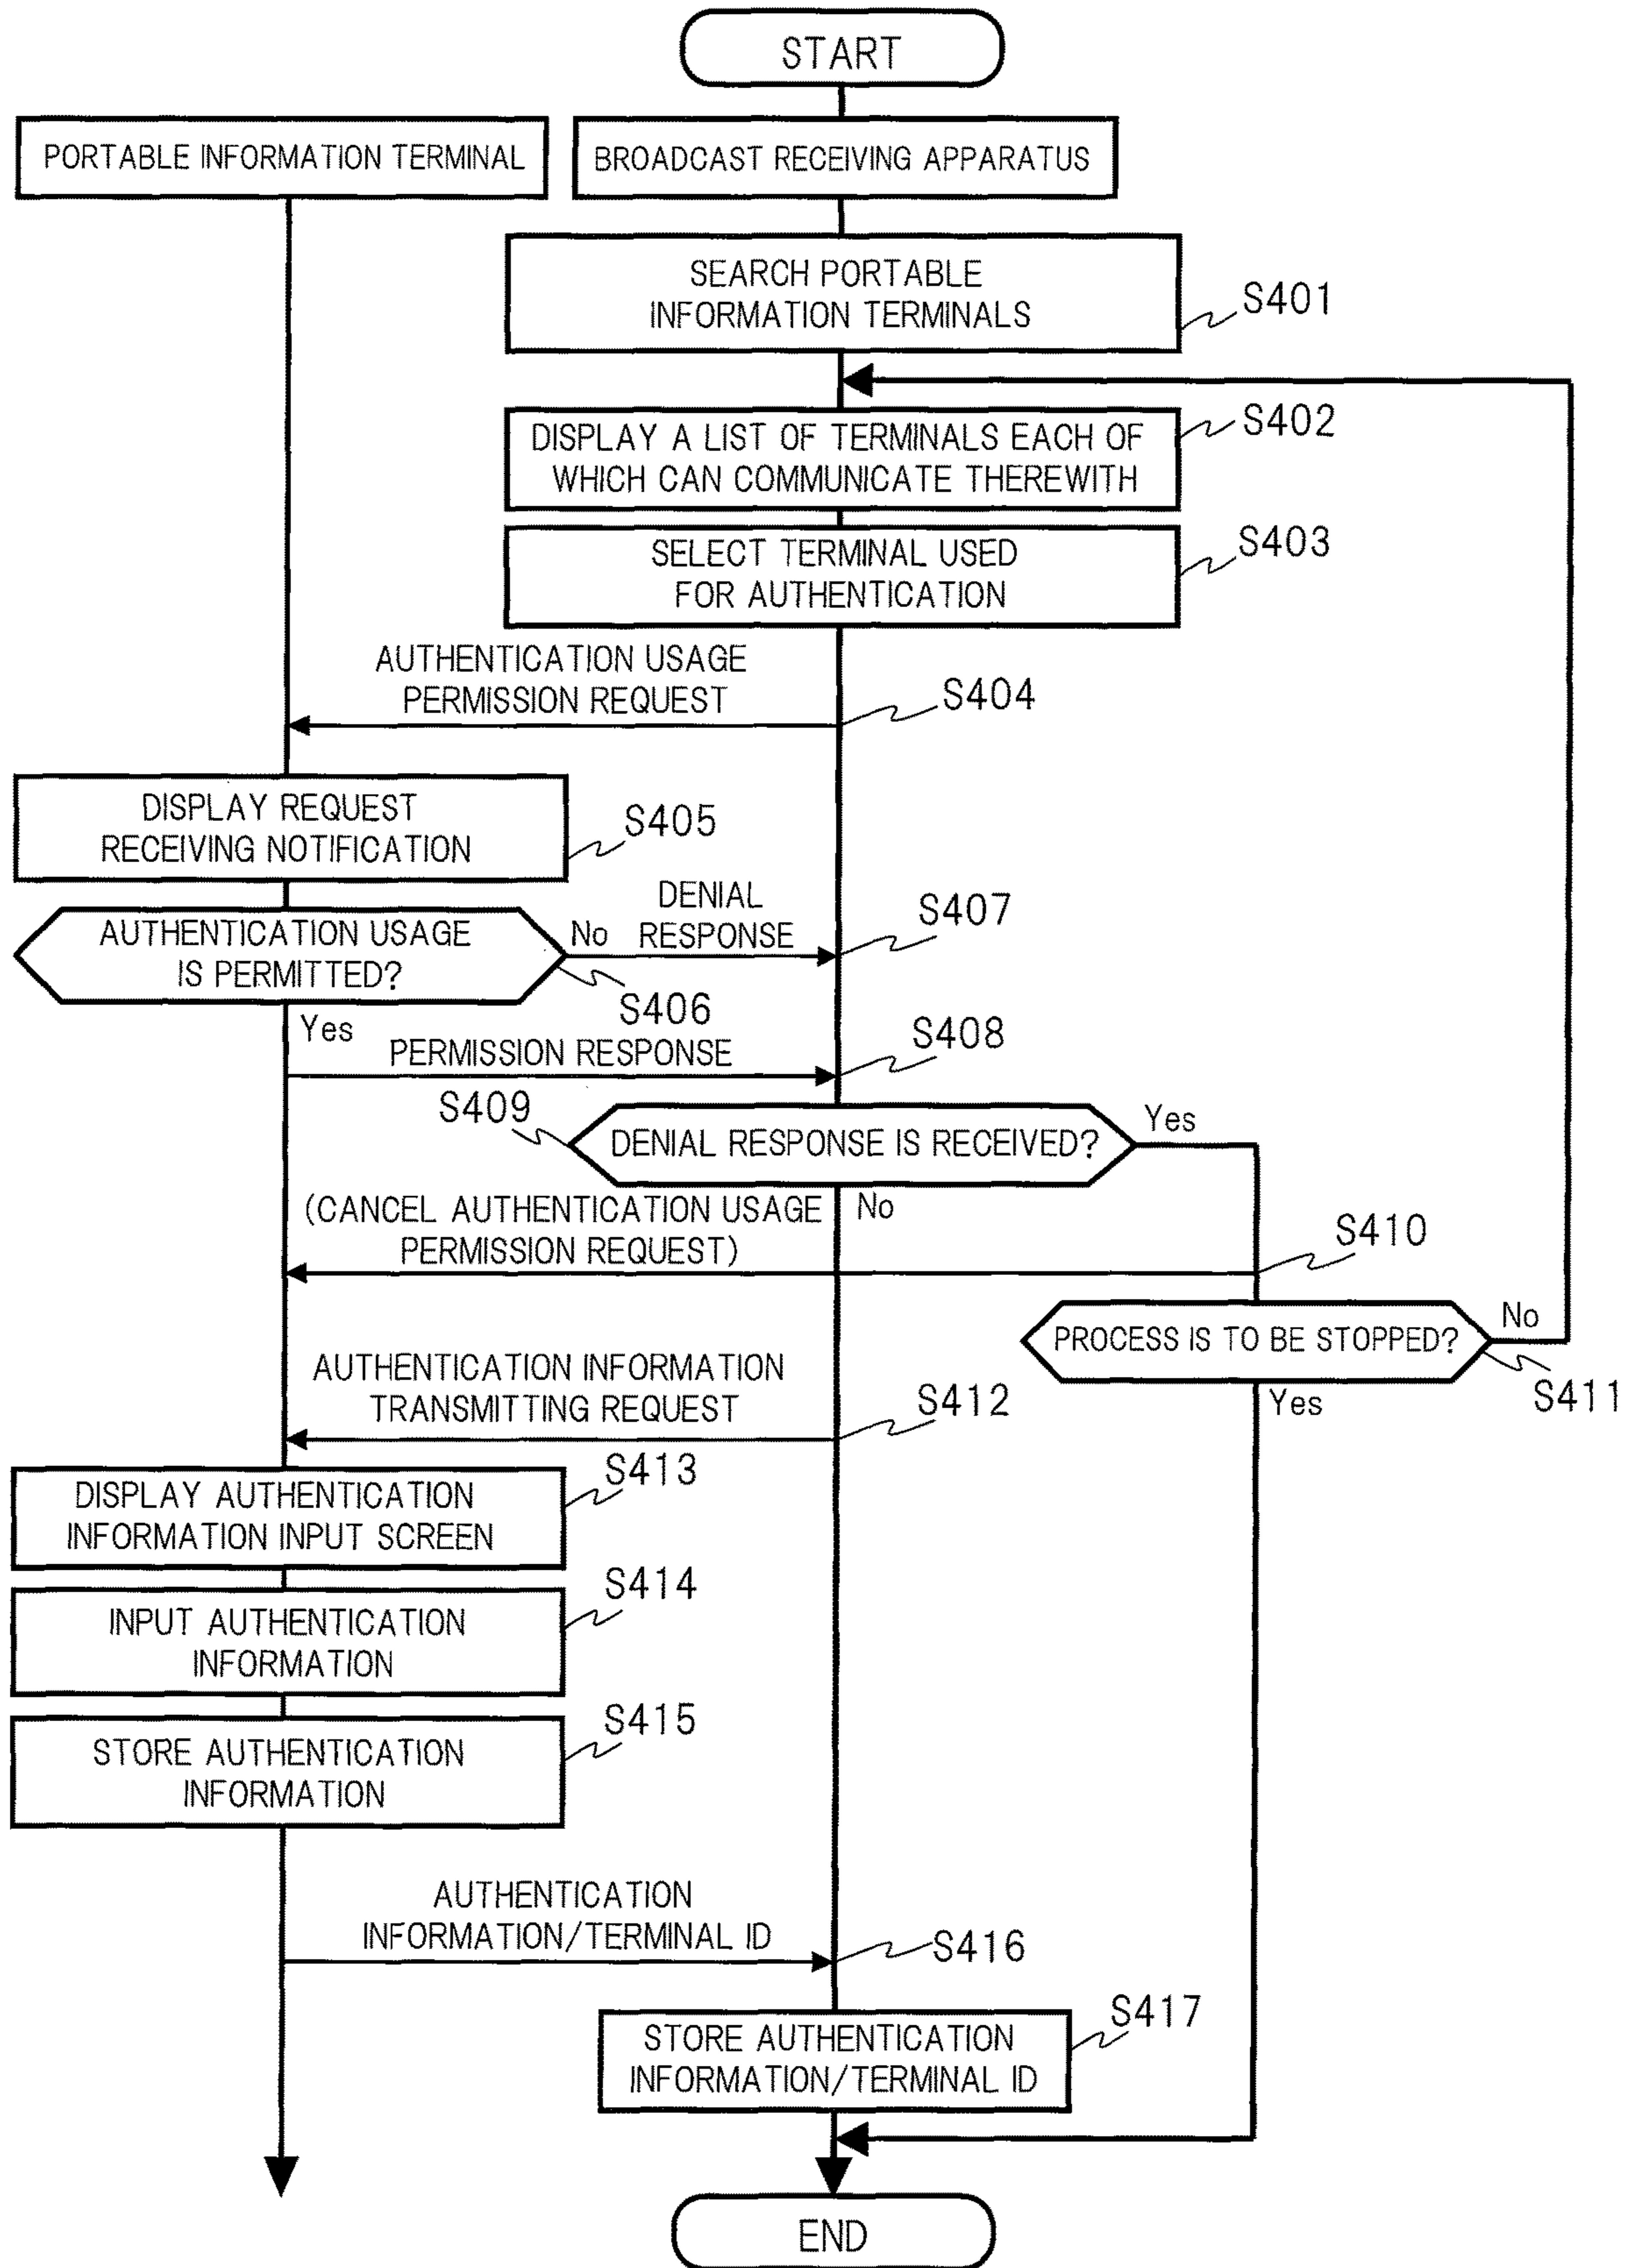 START
PORTABLE INFORMATION TERMINAL
BROADCAST RECEIVING APPARATUS
SEARCH PORTABLE
INFORMATION TERMINALS
S401
DISPLAY A LIST OF TERMINALS EACH OF
WHICH CAN COMMUNICATE THEREWITH
S402
SELECT TERMINAL USED
FOR AUTHENTICATION
S403
AUTHENTICATION USAGE
PERMISSION REQUEST
S404
DISPLAY REQUEST
RECEIVING NOTIFICATION
S405
AUTHENTICATION USAGE
IS PERMITTED?
No
DENIAL
RESPONSE
S407
S406
Yes
PERMISSION RESPONSE
S408
S409
DENIAL RESPONSE IS RECEIVED?
Yes
No
(CANCEL AUTHENTICATION USAGE
PERMISSION REQUEST)
S410
PROCESS IS TO BE STOPPED?
No
S411
Yes
AUTHENTICATION INFORMATION
TRANSMITTING REQUEST
S412
DISPLAY AUTHENTICATION
INFORMATION INPUT SCREEN
S413
INPUT AUTHENTICATION
INFORMATION
S414
STORE AUTHENTICATION
INFORMATION
S415
AUTHENTICATION
INFORMATION/TERMINAL ID
S416
STORE AUTHENTICATION
INFORMATION/TERMINAL ID
S417
END